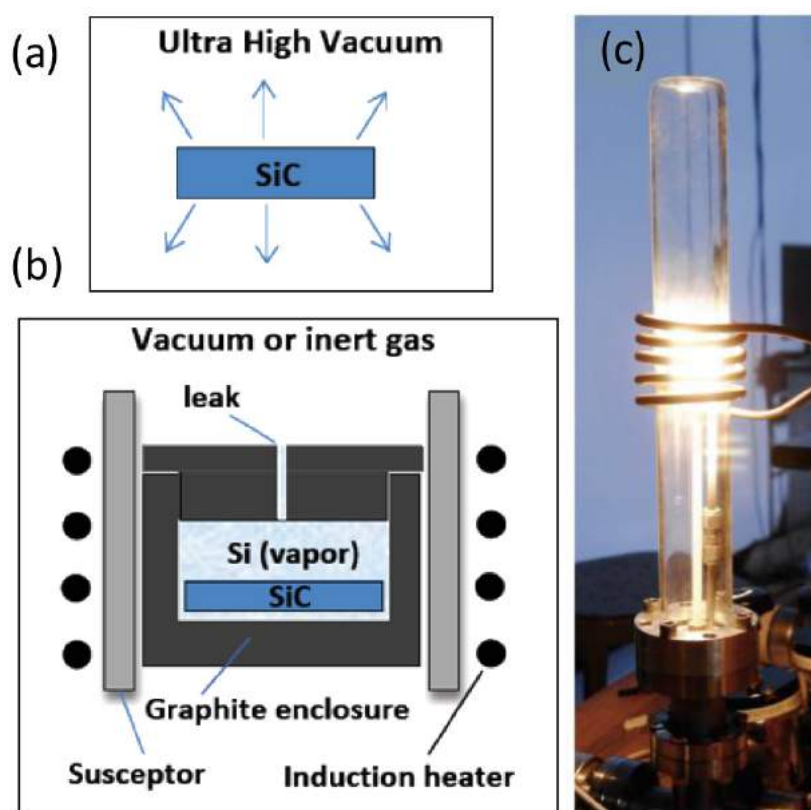 (a)
Ultra High Vacuum
SiC
(b)
Vacuum or inert gas
leak
Si (vapor)
SiC
Graphite enclosure
Susceptor
Induction heater
(c)